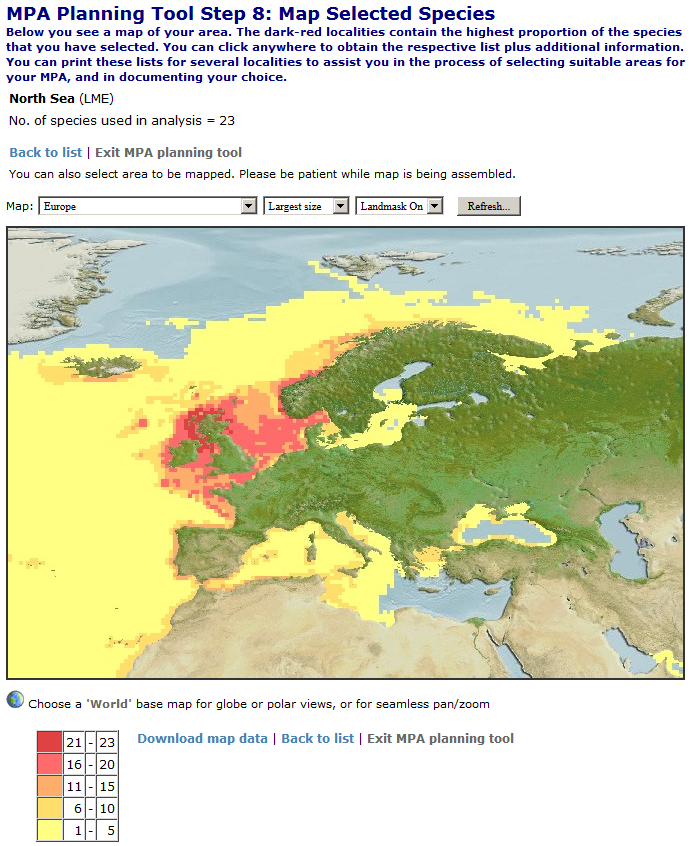 MPA Planning Tool Step 8: Map Selected Species
Below you see a map of your area. The dark-red localities contain the highest proportion of the species
that you have selected. You can click anywhere to obtain the respective list plus additional information.
You can print these lists for several localities to assist you in the process of selecting suitable areas for
your MPA, and in documenting your choice.
North Sea (LME)
No. of species used in analysis = 23
Back to list | Exit MPA planning tool
You can also select area to be mapped. Please be patient while map is being assembled.
Map: Europe Largest size Landmask On Refresh...
Choose a 'World' base map for globe or polar views, or for seamless pan/zoom
21 - 23 Download map data | Back to list | Exit MPA planning tool
16 - 20
11 - 15
6 - 10
1 - 5